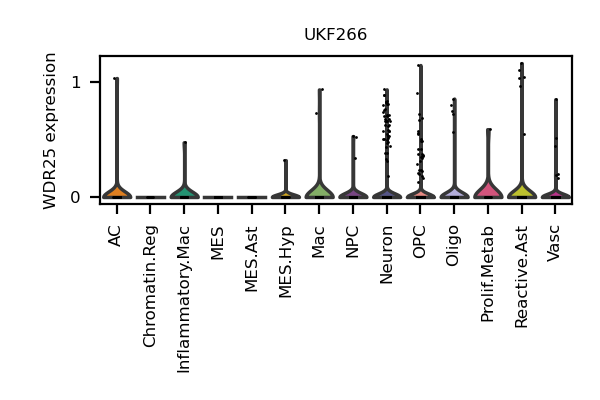 UKF266
WDR25 expression
1
0
AC
Chromatin.Reg
Inflammatory.Mac
MES
MES.Ast
MES.Hyp
Mac
NPC
Neuron
OPC
Oligo
Prolif.Metab
Reactive.Ast
Vasc